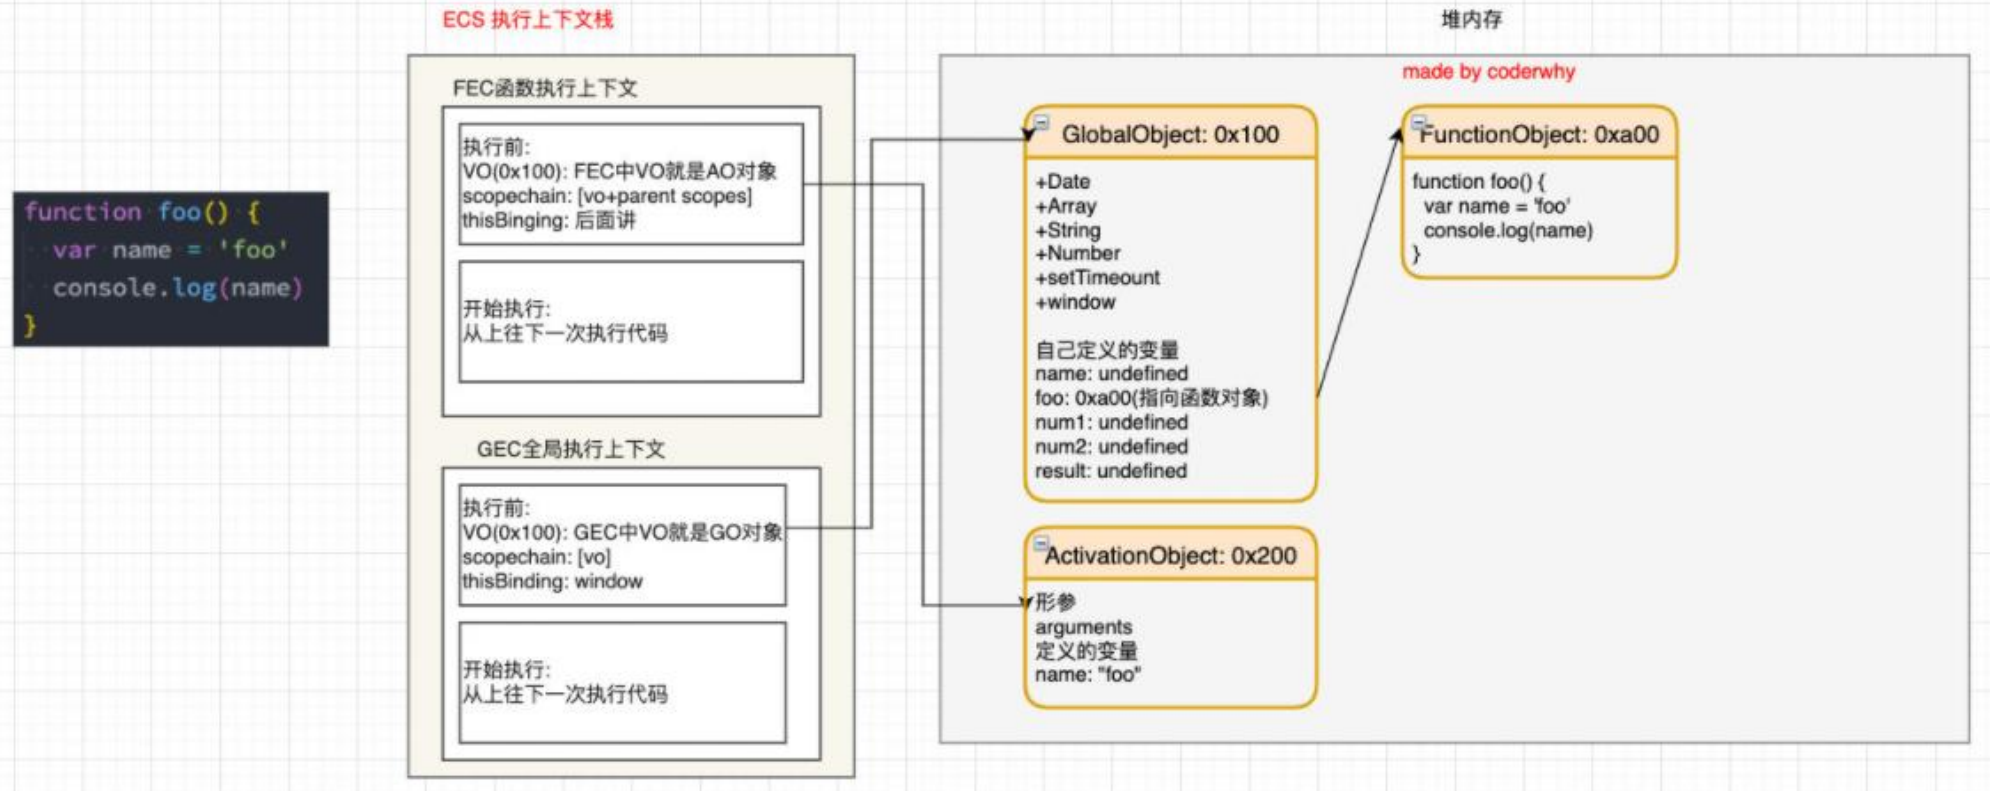 ECS 执行上下文栈
堆内存
function foo() {
var name = 'foo'
console.log(name)
}
FEC函数执行上下文
执行前:
VO(0x100): FEC中VO就是AO对象
scopechain: [vo+parent scopes]
thisBinging: 后面讲
开始执行:
从上往下一次执行代码
GEC全局执行上下文
执行前:
VO(0x100): GEC中VO就是GO对象
scopechain: [vo]
thisBinding: window
开始执行:
从上往下一次执行代码
made by coderwhy
GlobalObject: 0x100
+Date
+Array
+String
+Number
+setTimeount
+window
自己定义的变量
name: undefined
foo: 0xa00(指向函数对象)
num1: undefined
num2: undefined
result: undefined
FunctionObject: 0xa00
function foo() {
var name = 'foo'
console.log(name)
}
ActivationObject: 0x200
形参
arguments
定义的变量
name: "foo"